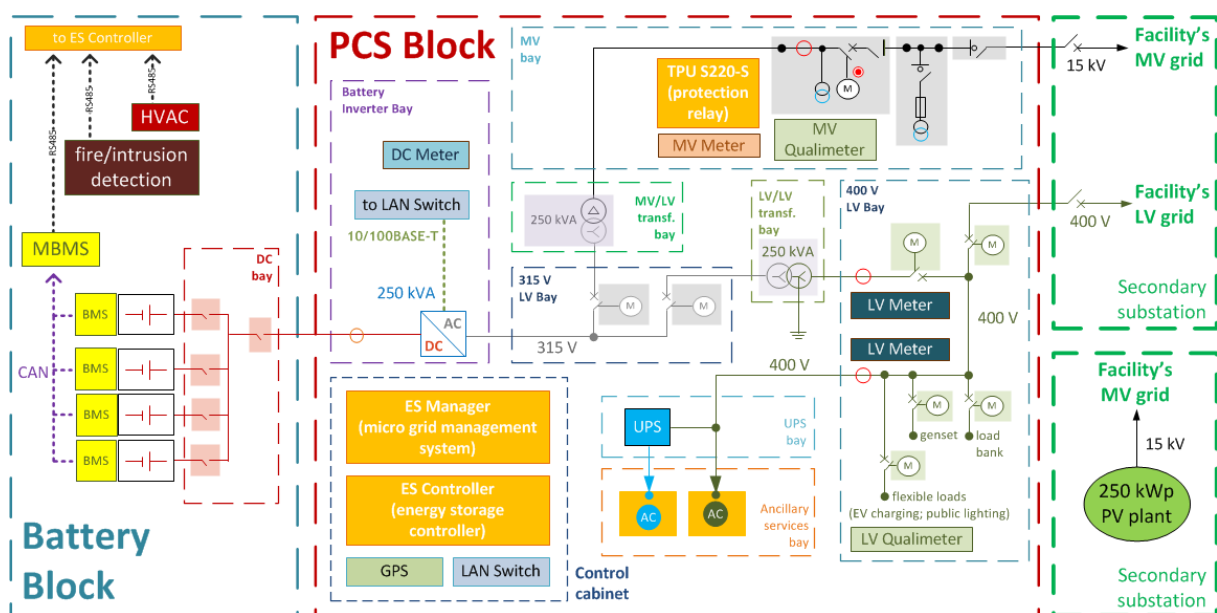 to ES Controller
RS485
RS485
RS485
HVAC
fire/intrusion
detection
MBMS
CAN
BMS
BMS
BMS
BMS
DC
bay
Battery
Block
PCS Block
Battery
Inverter Bay
DC Meter
to LAN Switch
10/100BASE-T
250 kVA
AC
DC
MV
bay
TPU S220-S
(protection
relay)
MV Meter
MV
Qualimeter
M
250 kVA
MV/LV
transf.
bay
LV/LV
transf.
bay
250 kVA
315 V
LV Bay
M
M
315 V
400 V
LV Bay
M
M
LV Meter
400 V
LV Meter
400 V
M
genset
M
load
bank
M
flexible loads
(EV charging; public lighting)
LV Qualimeter
UPS
UPS
bay
AC
AC
Ancillary
services
bay
ES Manager
(micro grid management
system)
ES Controller
(energy storage
controller)
GPS
LAN Switch
Control
cabinet
15 kV
Facility’s
MV grid
400 V
Facility’s
LV grid
Secondary
substation
Facility’s
MV grid
15 kV
250 kWp
PV plant
Secondary
substation